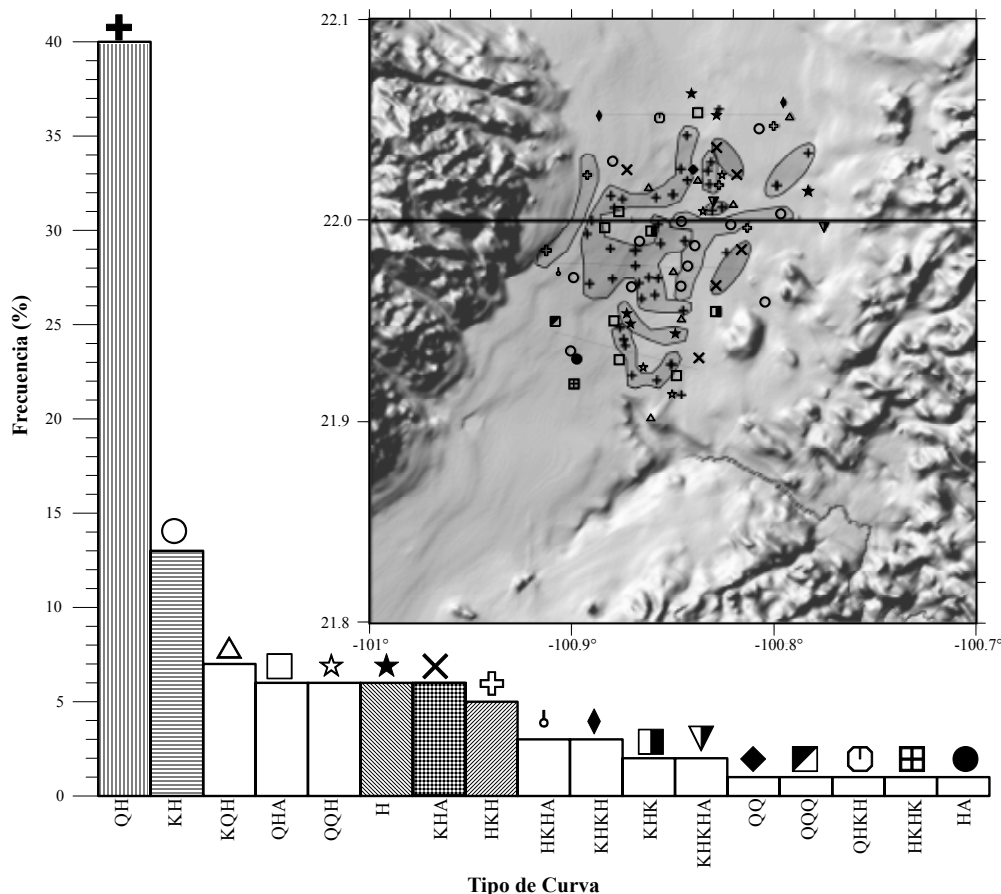 Frecuencia (%)
40
35
30
25
20
15
10
5
0
22.1
22.0
21.9
21.8
-101°
-100.9°
-100.8°
-100.7°
QH
KH
KQH
QHA
QQH
H
KHA
HKH
HKHA
KHKH
KHK
KHKHA
QQ
QQQ
QHKH
HKHK
HA
Tipo de Curva